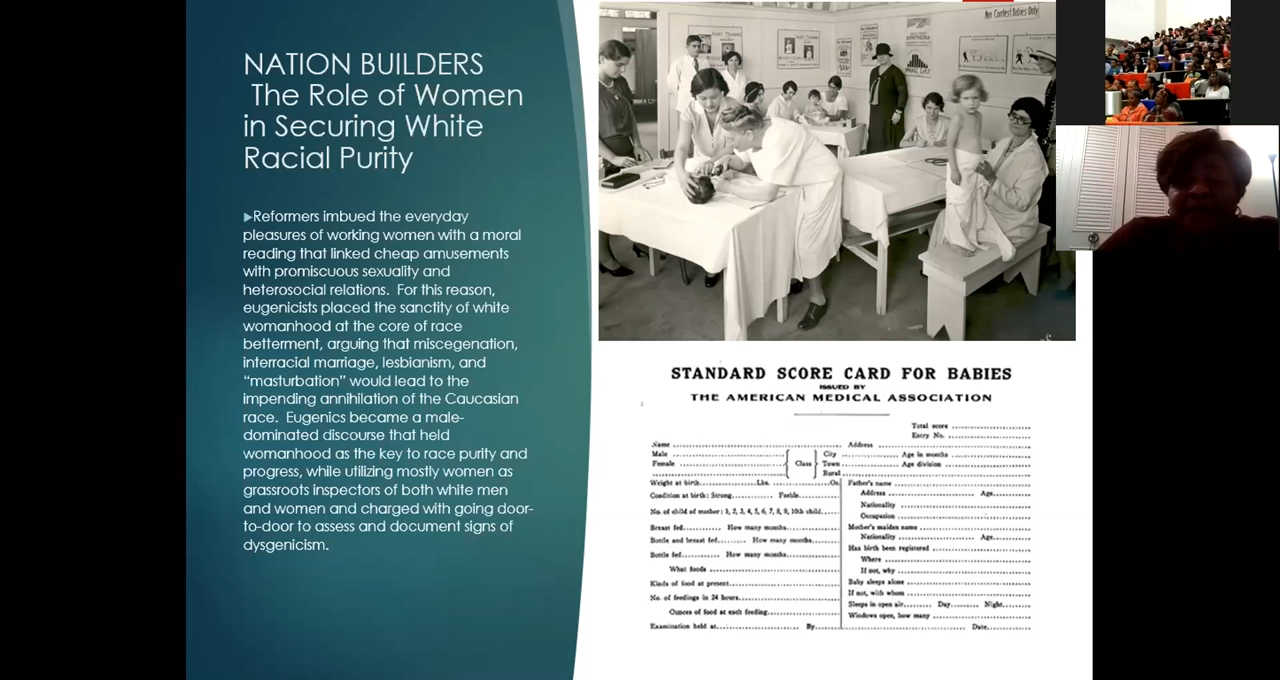 NATION BUILDERS
The Role of Women
in Securing White
Racial Purity
Reformers imbued the everyday
pleasures of working women with a moral
reading that linked cheap amusements
with promiscuous sexuality and
heterosocial relations. For this reason,
eugenicists placed the sanctity of white
womanhood at the core of race
betterment, arguing that miscegenation,
interracial marriage, lesbianism, and
“masturbation” would lead to the
impending annihilation of the Caucasian
race. Eugenics became a male-
dominated discourse that held
womanhood as the key to race purity and
progress, while utilizing mostly women as
grassroots inspectors of both white men
and women and charged with going door-
to-door to assess and document signs of
dysgenicism.
Contest Babies Only
STANDARD SCORE CARD FOR BABIES
ISSUED BY
THE AMERICAN MEDICAL ASSOCIATION
Total score
Entry No.
Name
Male
Female
Class
Address
City
Town
Rural
Age in months
Age division
Weight at birth Lbs. Oz.
Condition at birth: Strong Feeble
No. of child of mother: 1, 2, 3, 4, 5, 6, 7, 8, 9, 10th child
Breast fed How many months
Bottle and breast fed How many months
Bottle fed How many months
What foods
Kinds of food at present
No. of feedings in 24 hours
Ounces of food at each feeding
Father's name
Address Age
Nationality
Occupation
Mother's maiden name
Nationality Age
Has birth been registered
Where
If not, why
Baby sleeps alone
If not, with whom
Sleeps in open air Day Night
Windows open, how many
Examination held at By Date